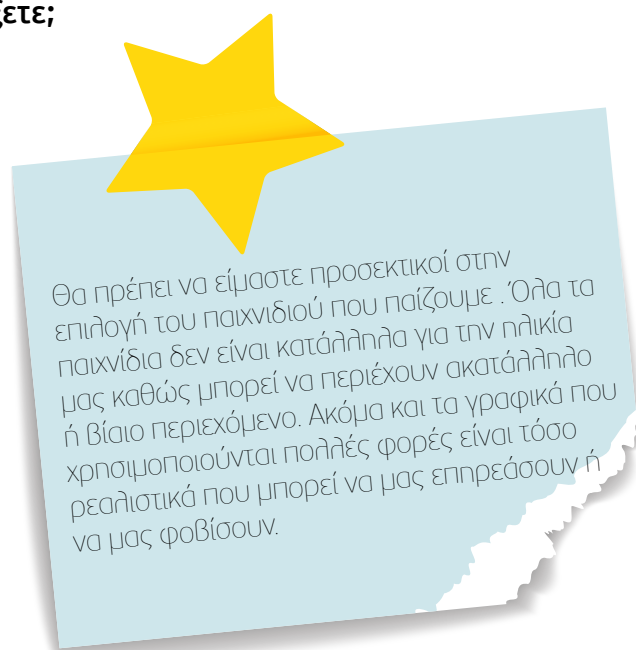 ξετε;
Θα πρέπει να είμαστε προσεκτικοί στην
επιλογή του παιχνιδιού που παίζουμε . Όλα τα
παιχνίδια δεν είναι κατάλληλα για την ηλικία
μας καθώς μπορεί να περιέχουν ακατάλληλο
ή βίαιο περιεχόμενο. Ακόμα και τα γραφικά που
χρησιμοποιούνται πολλές φορές είναι τόσο
ρεαλιστικά που μπορεί να μας επηρεάσουν ή
να μας φοβίσουν.